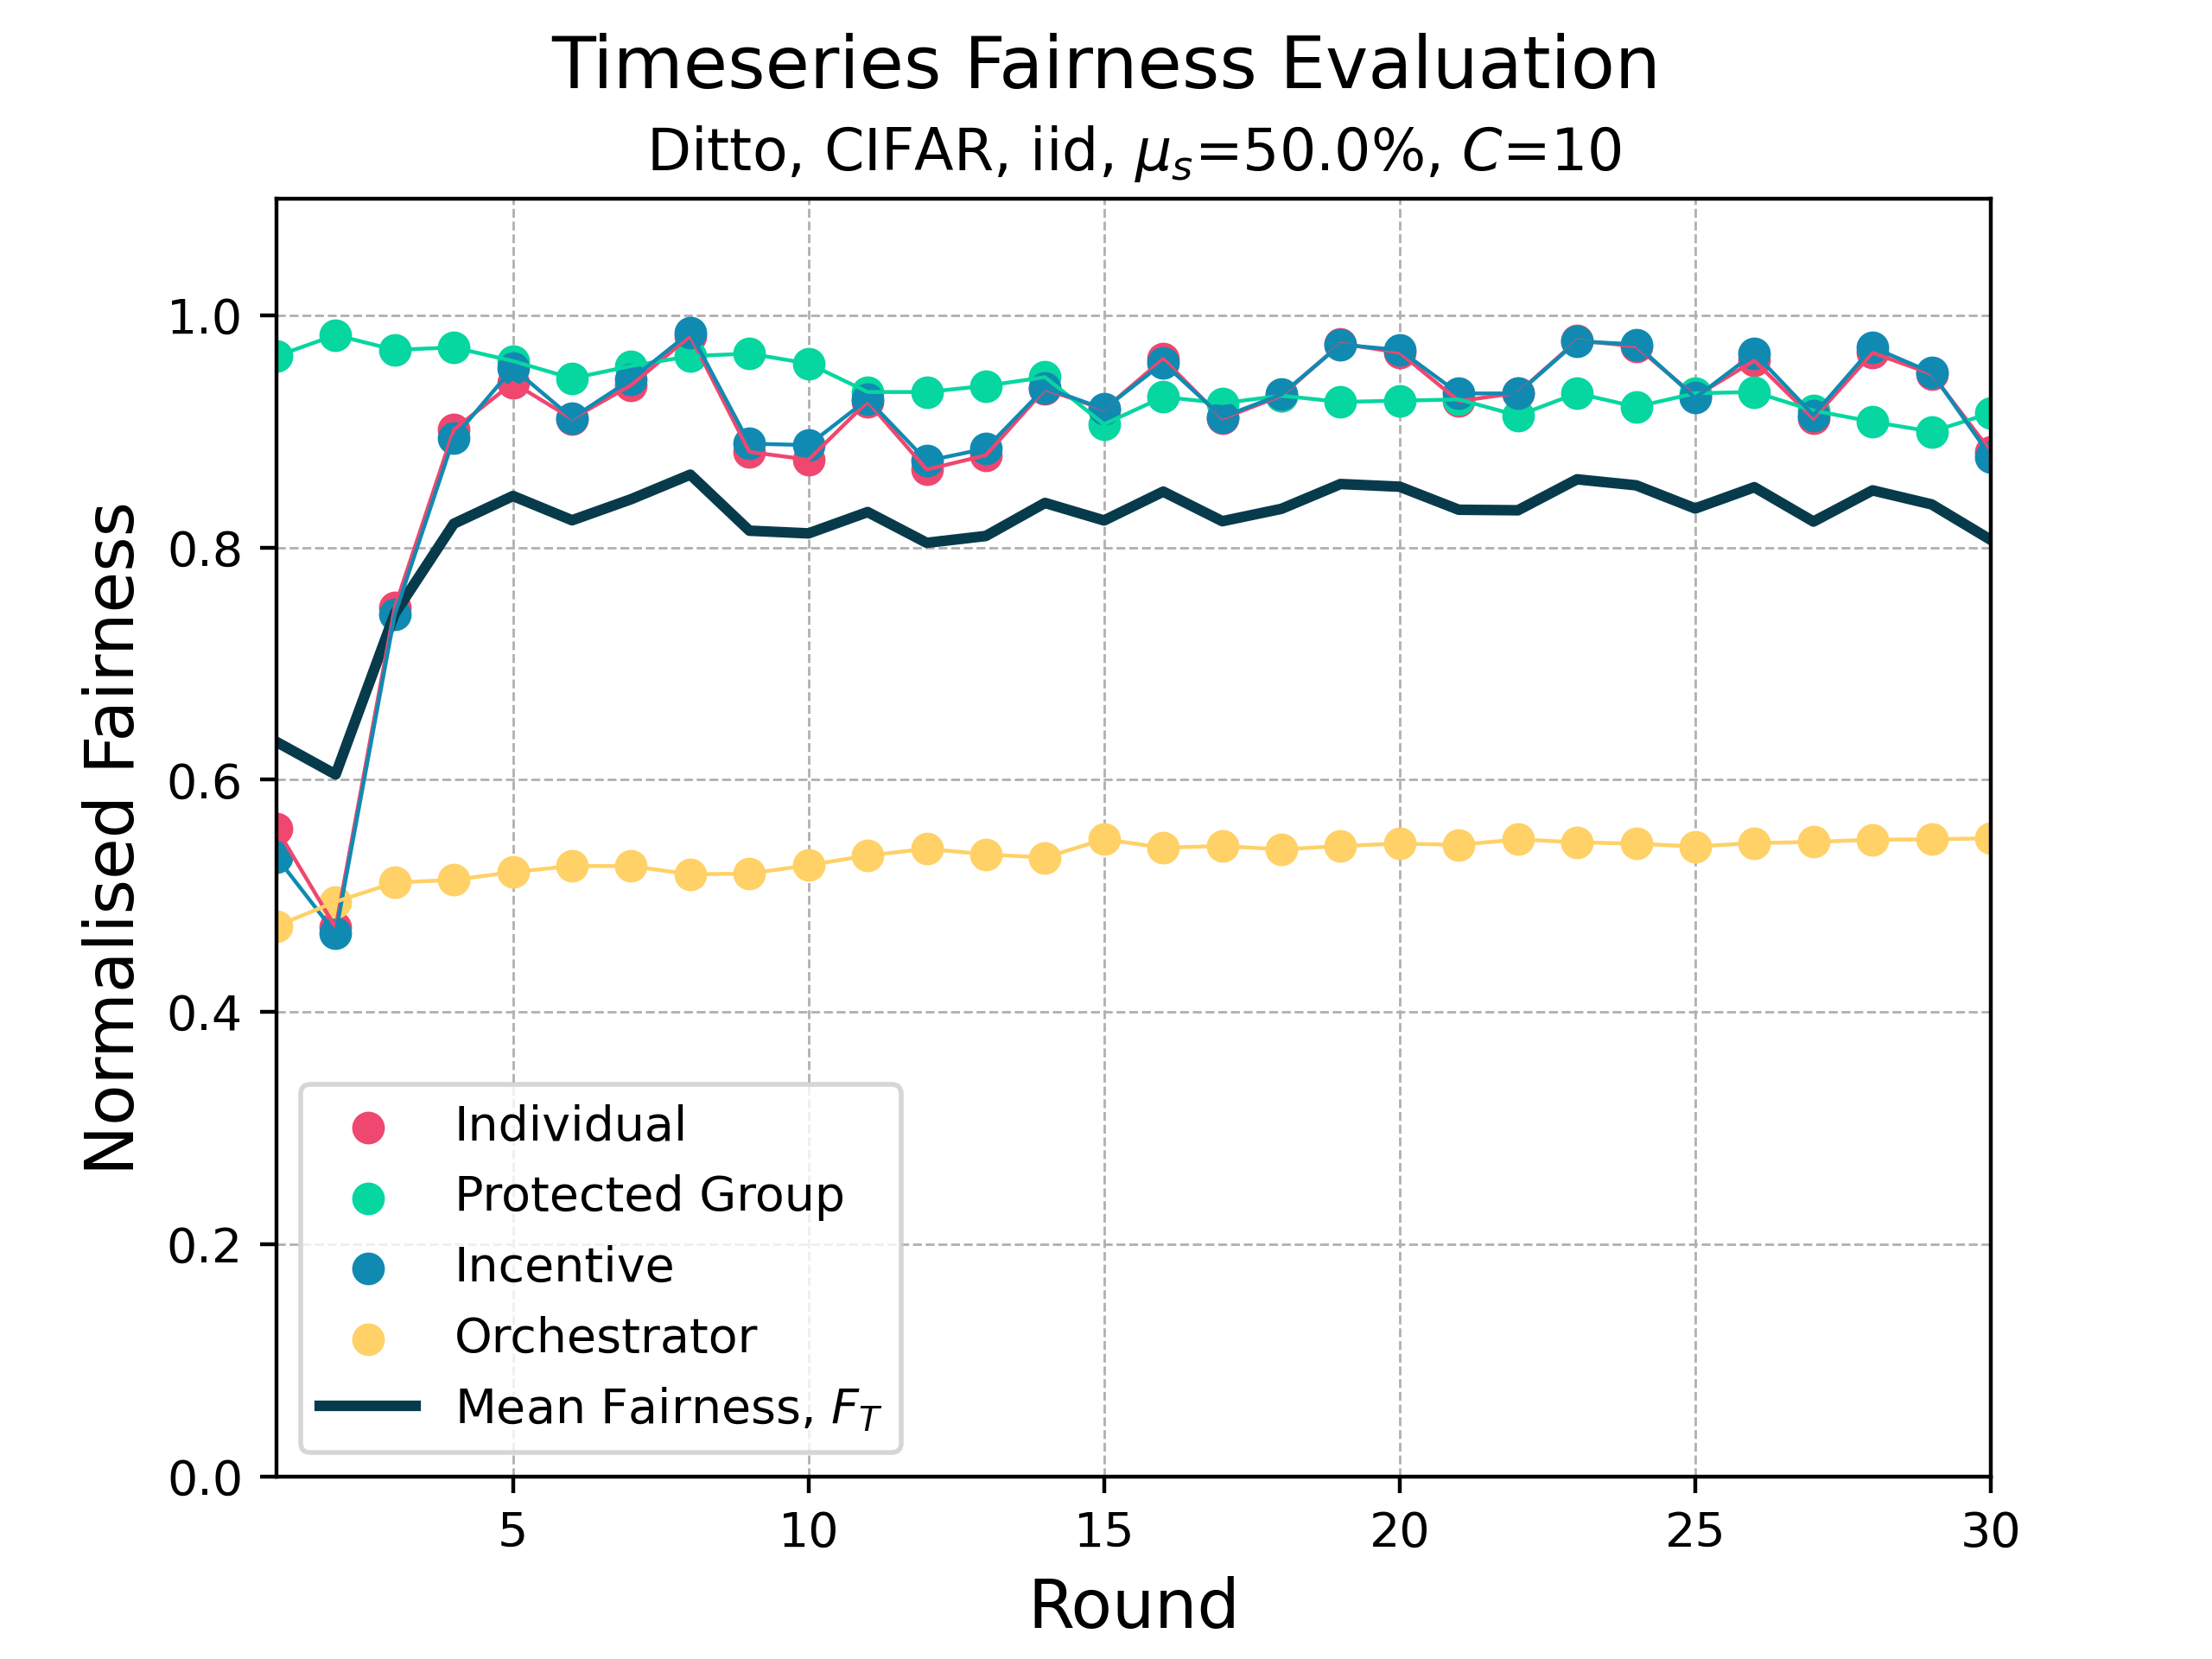 Timeseries Fairness Evaluation
Ditto, CIFAR, iid, μₛ=50.0%, C=10
Normalised Fairness
1.0
0.8
0.6
0.4
0.2
0.0
Individual
Protected Group
Incentive
Orchestrator
Mean Fairness, F_T
5 10 15 20 25 30
Round